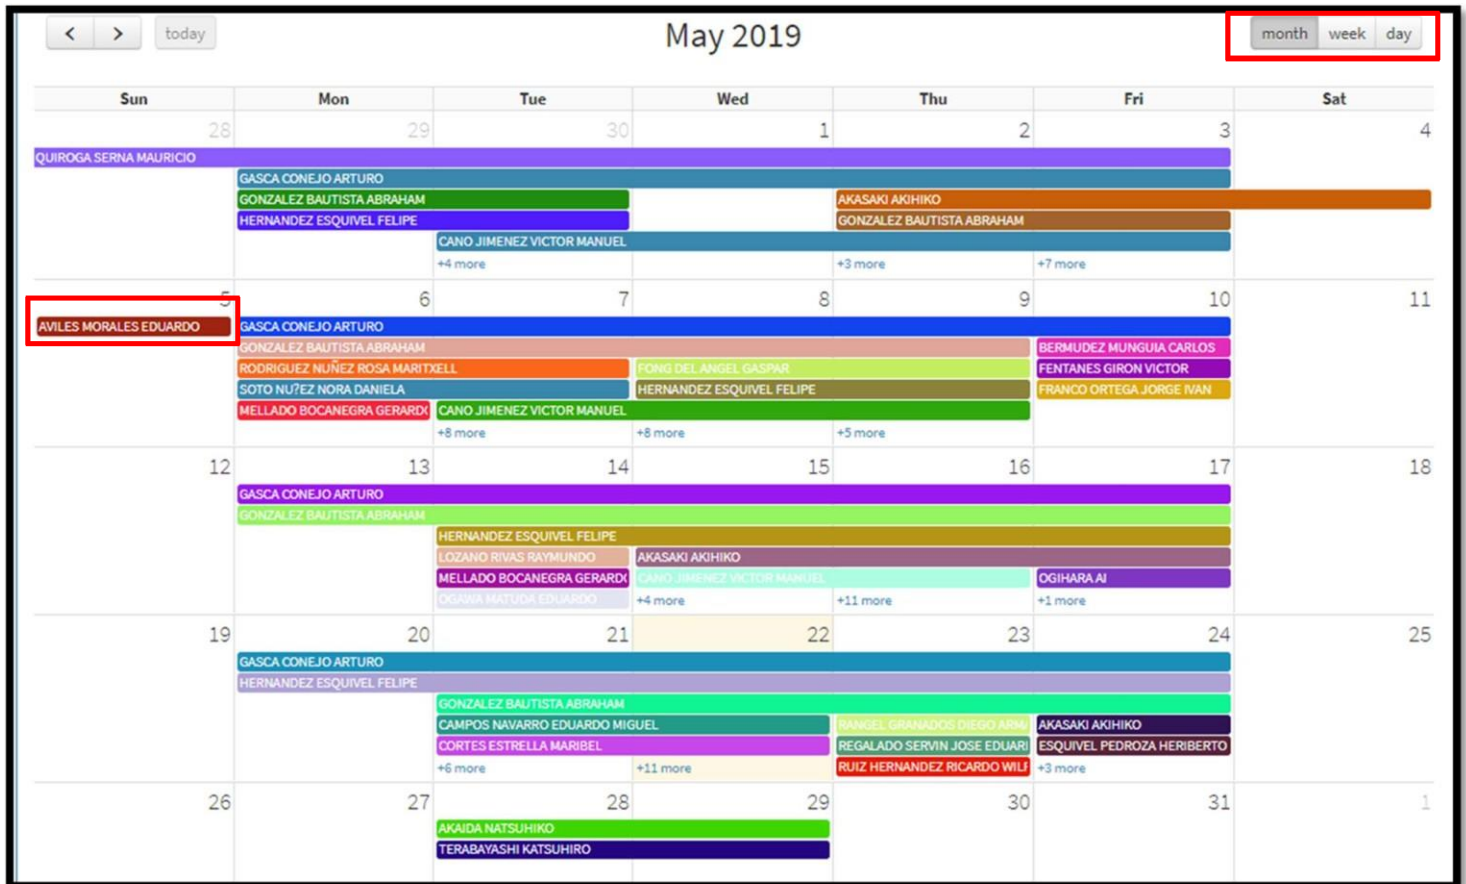 < > today May 2019 month week day
Sun Mon Tue Wed Thu Fri Sat
28 29 30 1 2 3 4
QUIROGA SERNA MAURICIO
GASCA CONEJO ARTURO
GONZALEZ BAUTISTA ABRAHAM AKASAKI AKIHIKO
HERNANDEZ ESQUIVEL FELIPE GONZALEZ BAUTISTA ABRAHAM
CANO JIMENEZ VICTOR MANUEL
+4 more +3 more +7 more
5 6 7 8 9 10 11
AVILES MORALES EDUARDO GASCA CONEJO ARTURO
GONZALEZ BAUTISTA ABRAHAM BERMUDEZ MUNGUIA CARLOS
RODRIGUEZ NUÑEZ ROSA MARITXELL FONG DEL ANGEL GASPAR FENTANES GIRON VICTOR
SOTO NU?EZ NORA DANIELA HERNANDEZ ESQUIVEL FELIPE FRANCO ORTEGA JORGE IVAN
MELLADO BOCANEGRA GERARDO CANO JIMENEZ VICTOR MANUEL
+8 more +8 more +5 more
12 13 14 15 16 17 18
GASCA CONEJO ARTURO
GONZALEZ BAUTISTA ABRAHAM
HERNANDEZ ESQUIVEL FELIPE
LOZANO RIVAS RAYMUNDO AKASAKI AKIHIKO
MELLADO BOCANEGRA GERARDO CANO JIMENEZ VICTOR MANUEL OGIHARA AI
OGAWA MATUDA EDUARDO +4 more +11 more +1 more
19 20 21 22 23 24 25
GASCA CONEJO ARTURO
HERNANDEZ ESQUIVEL FELIPE
GONZALEZ BAUTISTA ABRAHAM
CAMPOS NAVARRO EDUARDO MIGUEL RANGEL GRANADOS DIEGO ARMA AKASAKI AKIHIKO
CORTES ESTRELLA MARIBEL REGALADO SERVIN JOSE EDUAR ESQUIVEL PEDROZA HERIBERTO
+6 more +11 more RUIZ HERNANDEZ RICARDO WILF +3 more
26 27 28 29 30 31 1
AKAIDA NATSUHIKO
TERABAYASHI KATSUHIRO